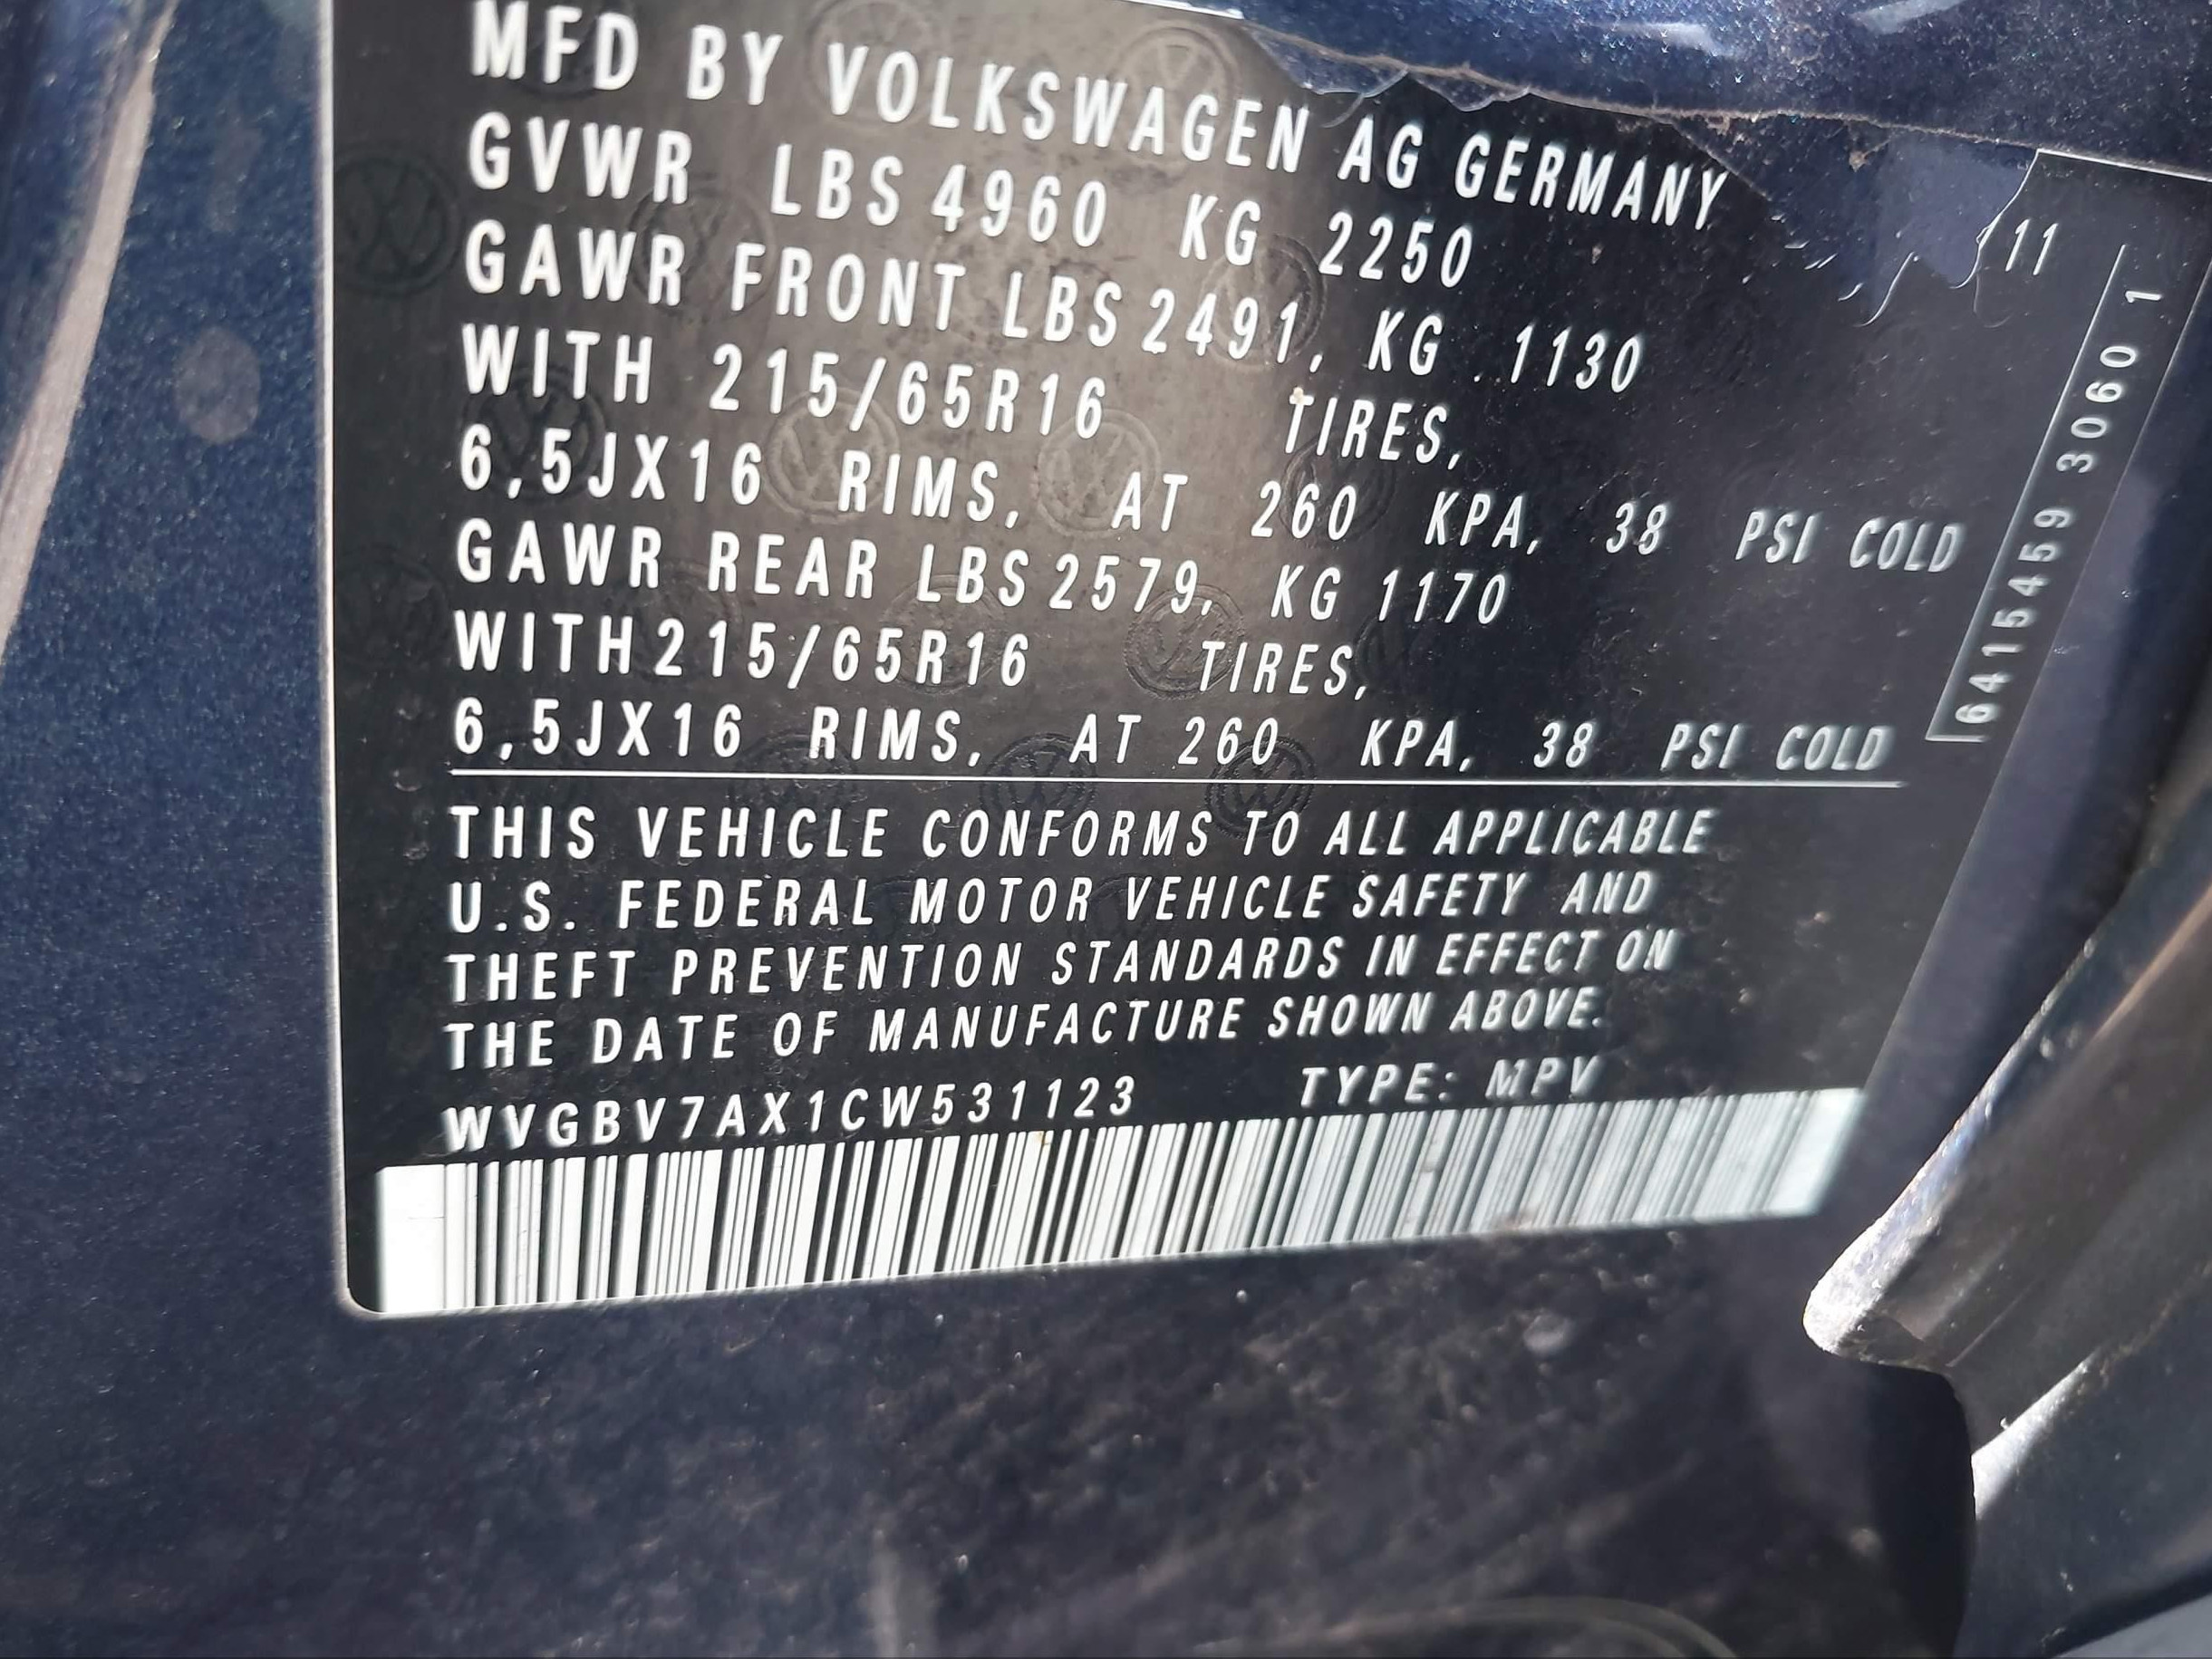 MFD BY VOLKSWAGEN AG GERMANY
11
GVWR LBS 4960 KG 2250
GAWR FRONT LBS 2491, KG 1130
WITH 215/65R16 TIRES,
6,5JX16 RIMS, AT 260 KPA, 38 PSI COLD
GAWR REAR LBS 2579, KG 1170
WITH215/65R16 TIRES,
6,5JX16 RIMS, AT 260 KPA, 38 PSI COLD
6415459 3060 1
THIS VEHICLE CONFORMS TO ALL APPLICABLE
U.S. FEDERAL MOTOR VEHICLE SAFETY AND
THEFT PREVENTION STANDARDS IN EFFECT ON
THE DATE OF MANUFACTURE SHOWN ABOVE.
WVGBV7AX1CW531123 TYPE: MPV